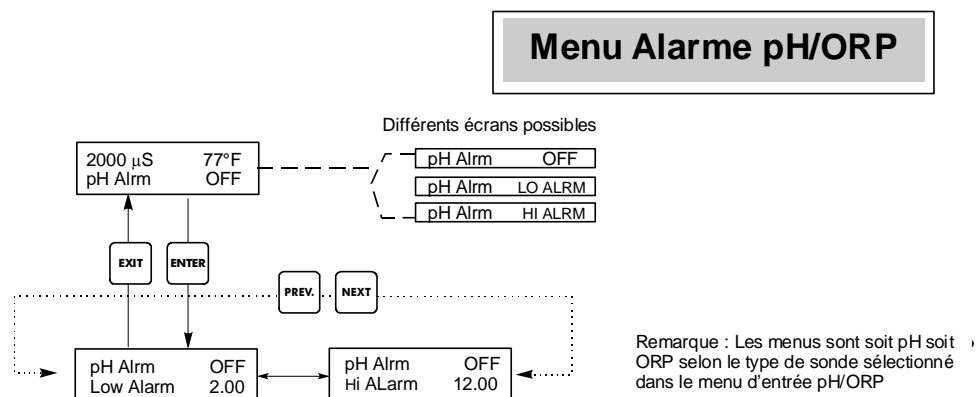 Menu Alarme pH/ORP
Différents écrans possibles
2000 µS 77°F
pH Alrm OFF
pH Alrm OFF
pH Alrm LO ALRM
pH Alrm HI ALRM
EXIT
ENTER
PREV.
NEXT
pH Alrm OFF
Low Alarm 2.00
pH Alrm OFF
Hi ALarm 12.00
Remarque : Les menus sont soit pH soit
ORP selon le type de sonde sélectionné
dans le menu d'entrée pH/ORP